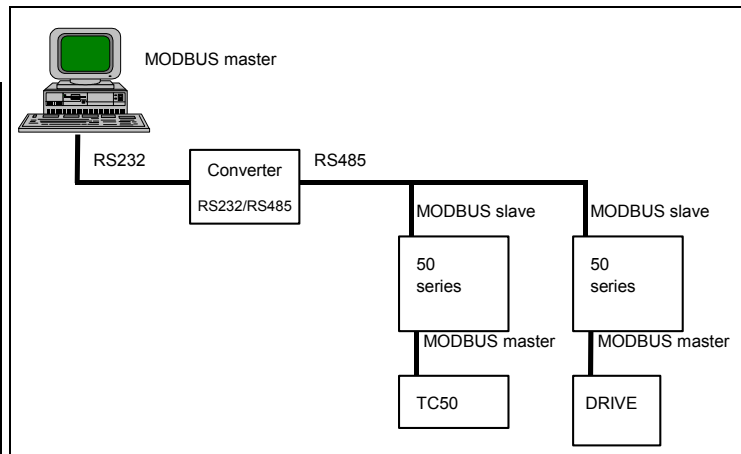 MODBUS master
RS232
Converter
RS232/RS485
RS485
MODBUS slave
MODBUS slave
50
series
50
series
MODBUS master
MODBUS master
TC50
DRIVE